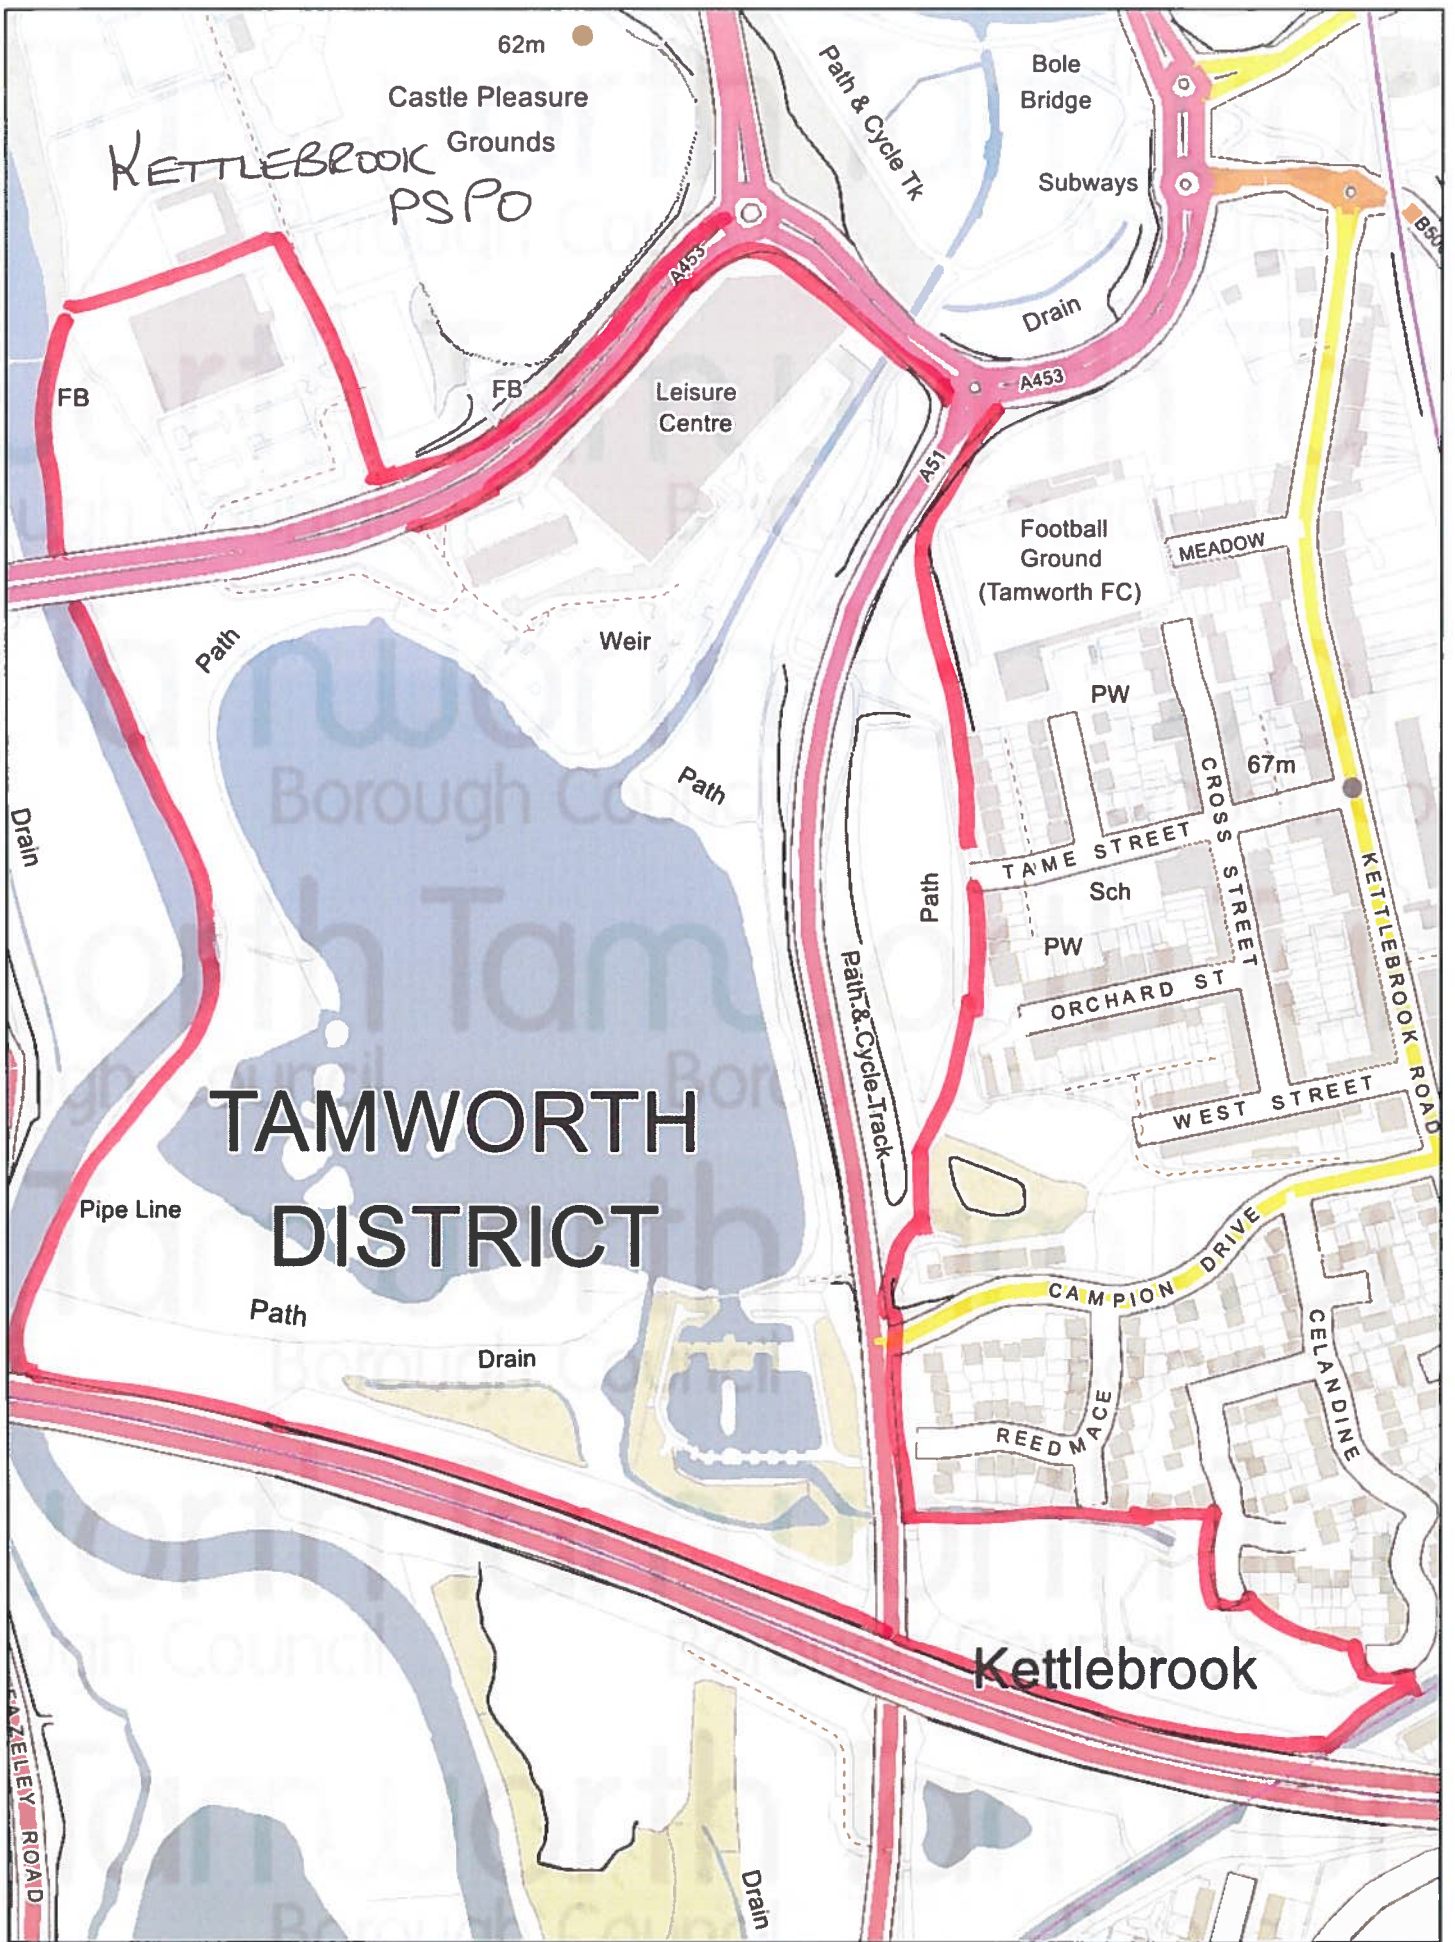 62m
Castle Pleasure
Grounds
KETTLEBROOK
PSPO
Path & Cycle Tk
Bole
Bridge
Subways
A453
Drain
FB
FB
Leisure
Centre
A453
A51
Football
Ground
(Tamworth FC)
MEADOW
Path
Weir
PW
CROSS STREET
67m
Path
Drain
TAME STREET
Sch
Path
PW
KETTLEBROOK ROAD
ORCHARD ST
Path & Cycle Track
WEST STREET
TAMWORTH
DISTRICT
Pipe Line
CAMPION DRIVE
Path
Drain
CELANDINE
REEDMACE
Kettlebrook
ROAD
Drain
Tamworth
Borough Council